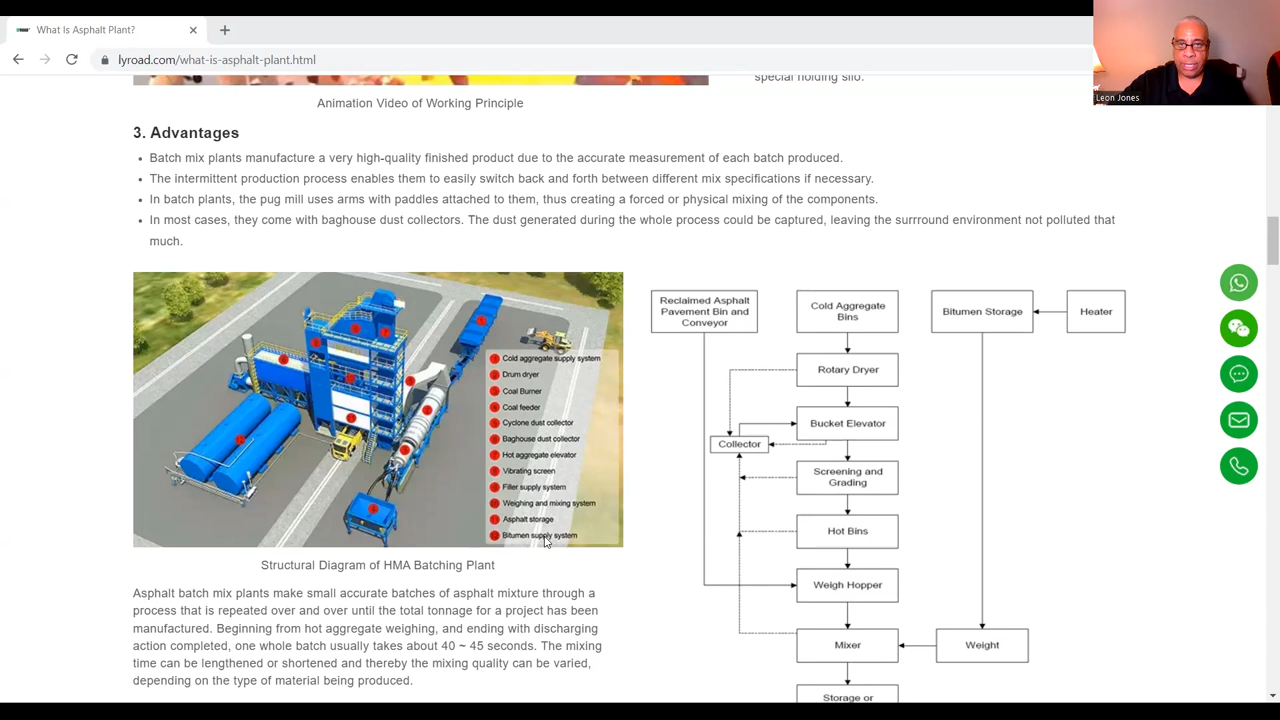 What Is Asphalt Plant?
lyroad.com/what-is-asphalt-plant.html
Leon Jones
special holding silo.
Animation Video of Working Principle
3. Advantages
Batch mix plants manufacture a very high-quality finished product due to the accurate measurement of each batch produced.
The intermittent production process enables them to easily switch back and forth between different mix specifications if necessary.
In batch plants, the pug mill uses arms with paddles attached to them, thus creating a forced or physical mixing of the components.
In most cases, they come with baghouse dust collectors. The dust generated during the whole process could be captured, leaving the surrround environment not polluted that
much.
1 Cold aggregate supply system
2 Drum dryer
3 Coal Burner
4 Coal feeder
5 Cyclone dust collector
6 Baghouse dust collector
7 Hot aggregate elevator
8 Vibrating screen
9 Filler supply system
10 Weighing and mixing system
11 Asphalt storage
12 Bitumen supply system
Structural Diagram of HMA Batching Plant
Asphalt batch mix plants make small accurate batches of asphalt mixture through a
process that is repeated over and over until the total tonnage for a project has been
manufactured. Beginning from hot aggregate weighing, and ending with discharging
action completed, one whole batch usually takes about 40 ~ 45 seconds. The mixing
time can be lengthened or shortened and thereby the mixing quality can be varied,
depending on the type of material being produced.
Reclaimed Asphalt
Pavement Bin and
Conveyor
Cold Aggregate
Bins
Bitumen Storage
Heater
Rotary Dryer
Bucket Elevator
Collector
Screening and
Grading
Hot Bins
Weigh Hopper
Mixer
Weight
Storage or